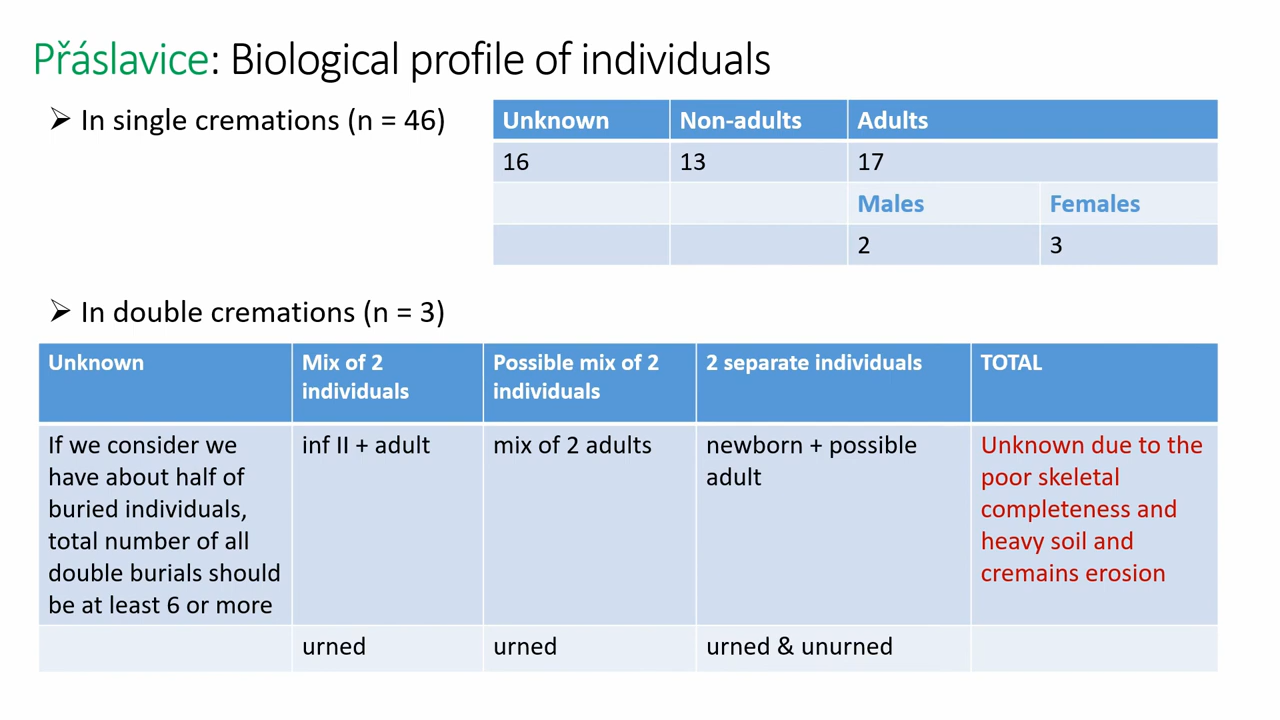 Přáslavice: Biological profile of individuals
➢ In single cremations (n = 46)
Unknown Non-adults Adults
16 13 17
Males Females
2 3
➢ In double cremations (n = 3)
Unknown
Mix of 2
individuals
Possible mix of 2
individuals
2 separate individuals
TOTAL
If we consider we
have about half of
buried individuals,
total number of all
double burials should
be at least 6 or more
inf II + adult
mix of 2 adults
newborn + possible
adult
Unknown due to the
poor skeletal
completeness and
heavy soil and
cremains erosion
urned urned urned & unurned